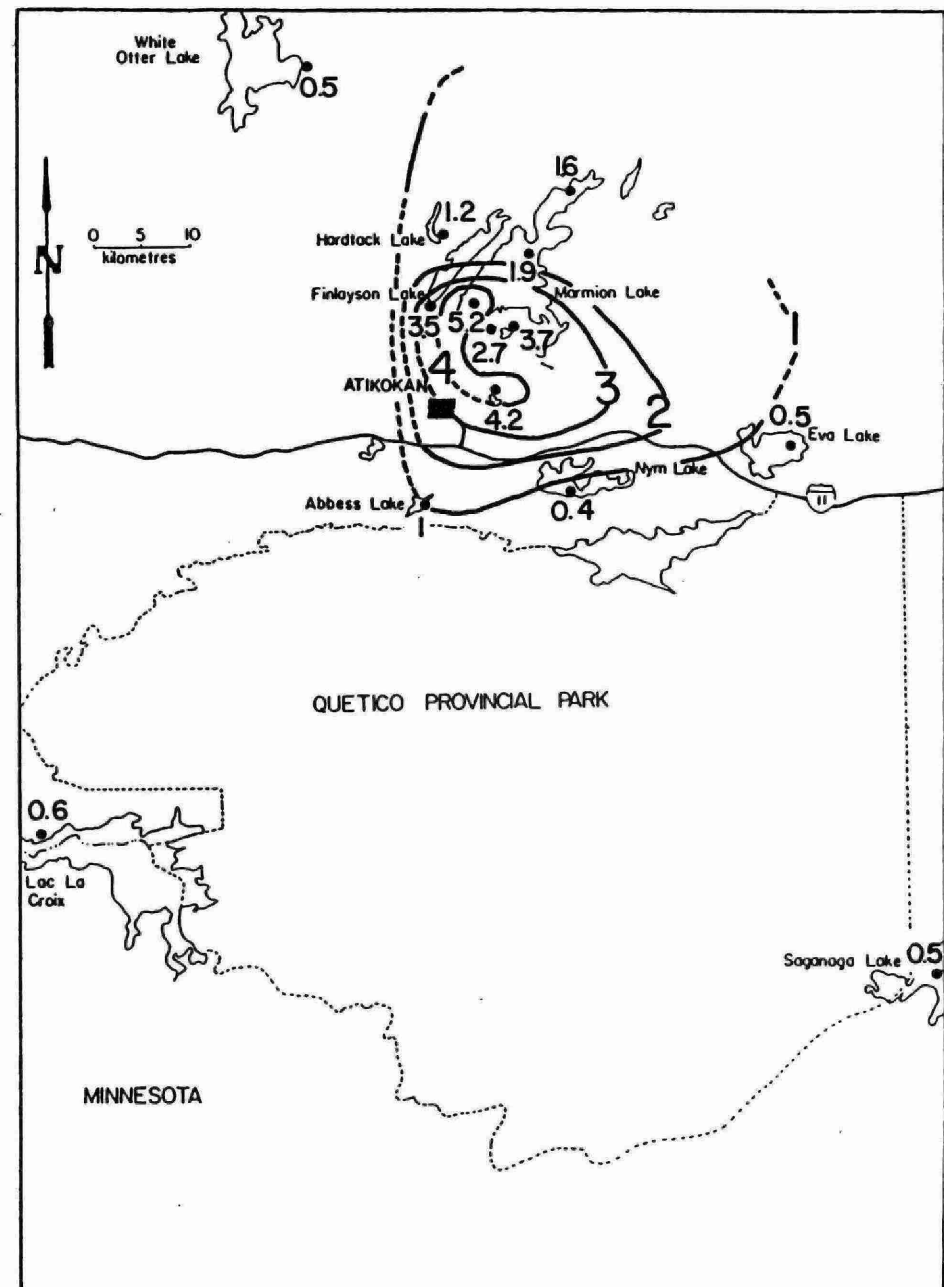 White
Otter Lake
0.5
1.6
1.2
Hardtack Lake
N
0 5 10
kilometres
1.9
Finlayson Lake
Marmion Lake
3.5
5.2
3.7
2.7
4
3
ATIKOKAN
4.2
2
1
0.5
Eva Lake
Nym Lake
11
Abbess Lake
0.4
1
QUETICO PROVINCIAL PARK
0.6
Lac La
Croix
Saganaga Lake
0.5
MINNESOTA